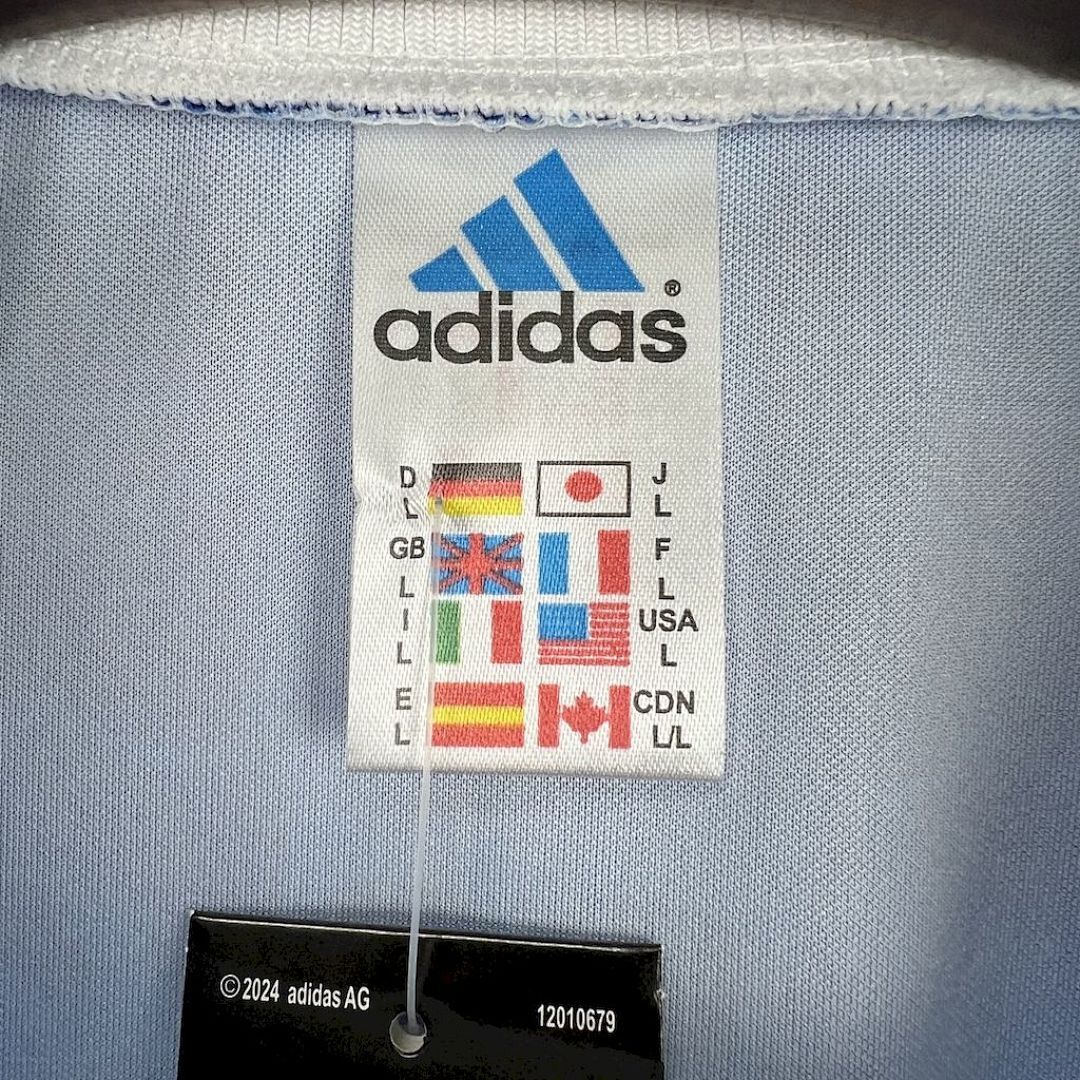 adidas®
D J
L L
GB F
L L
I USA
L L
E CDN
L L/L
© 2024 adidas AG
12010679